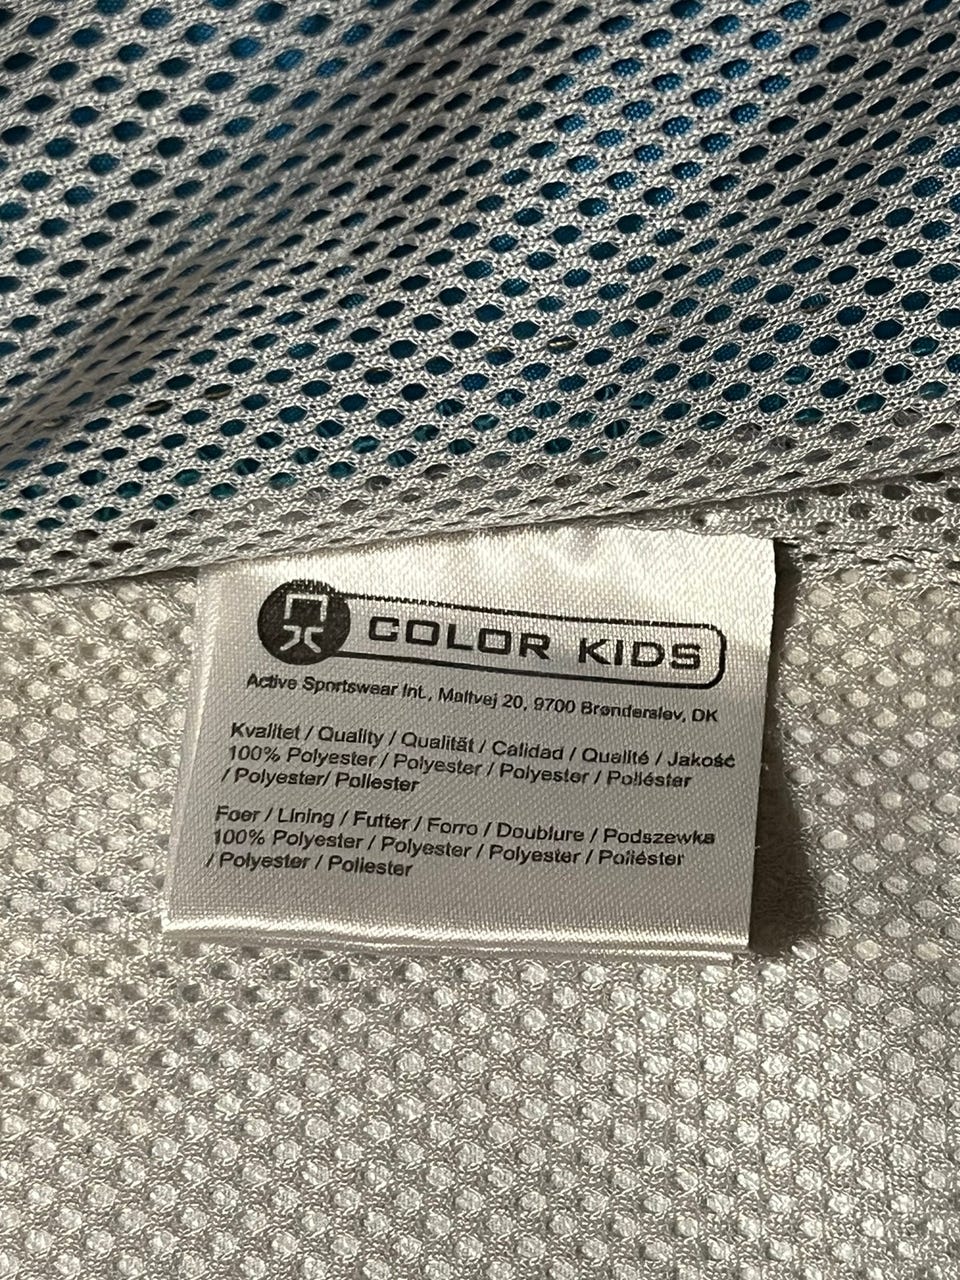 COLOR KIDS
Active Sportswear Int., Maltvej 20, 9700 Brønderslev, DK
Kvalitet / Quality / Qualität / Calidad / Qualité / Jakość
100% Polyester / Polyester / Polyester / Poliéster
/ Polyester/ Poliester
Foer / Lining / Futter / Forro / Doublure / Podszewka
100% Polyester / Polyester / Polyester / Poliéster
/ Polyester / Poliester